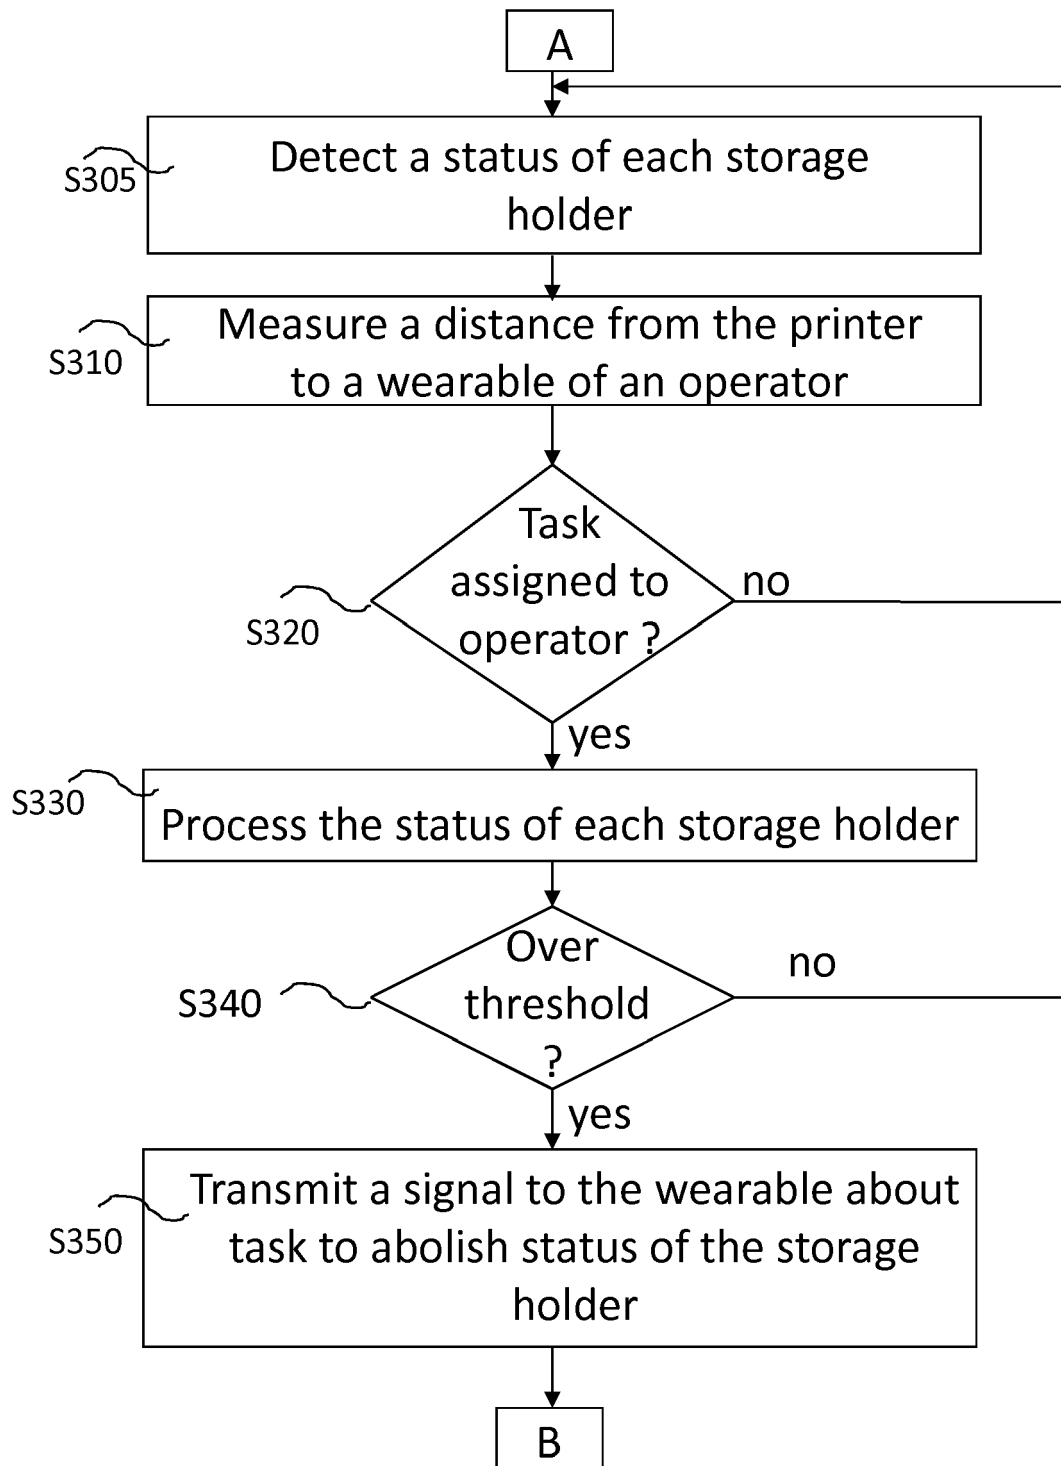 A
Detect a status of each storage
holder
S305
Measure a distance from the printer
to a wearable of an operator
S310
Task
assigned to
operator ?
no
S320
yes
S330
Process the status of each storage holder
Over
threshold
?
no
S340
yes
Transmit a signal to the wearable about
task to abolish status of the storage
holder
S350
B